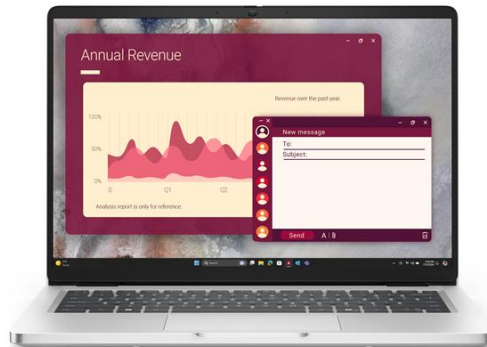 Annual Revenue
Revenue over the past year.
100%
50%
0%
0
Q1
Q2
Analysis report is only for reference
New message
To:
Subject:
Send
A
B